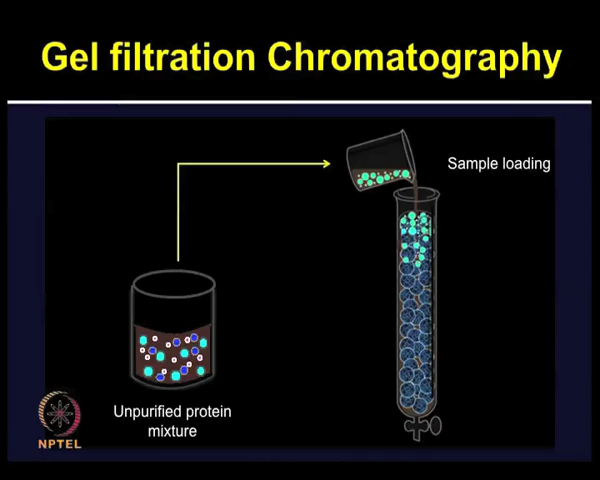 Gel filtration Chromatography
Sample loading
Unpurified protein
mixture
NPTEL